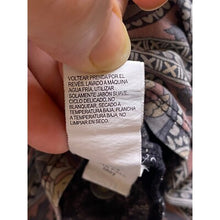 VOLTEAR PRENDA POR EL
REVÉS, LAVADO A MÁQUINA
AGUA FRÍA, UTILIZAR
SOLAMENTE JABÓN SUAVE,
CICLO DELICADO, NO
BLANQUEAR, SECADO A
TEMPERATURA BAJA, PLANCHA
A TEMPERATURA BAJA, NO
LIMPIAR EN SECO.